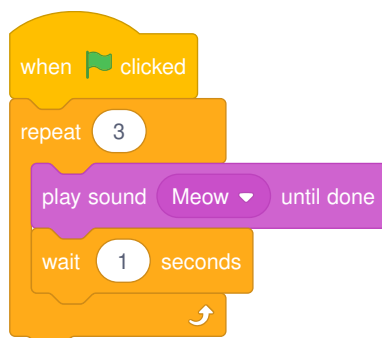 when clicked
repeat 3
play sound Meow until done
wait 1 seconds